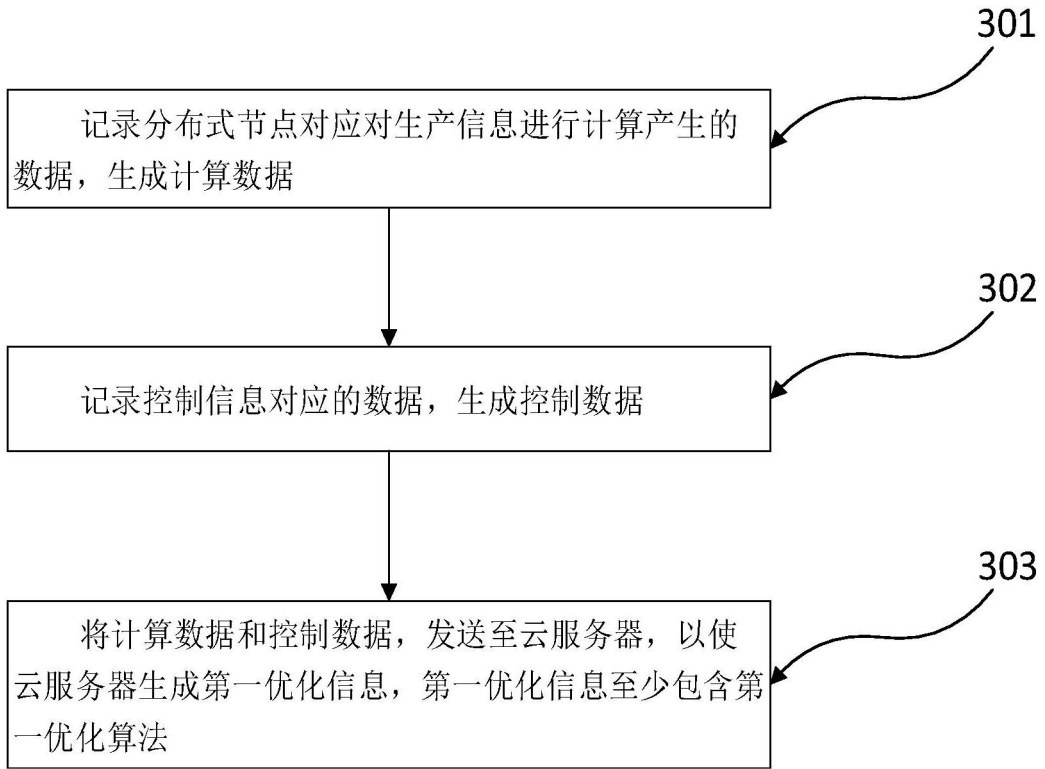 301
记录分布式节点对应对生产信息进行计算产生的
数据，生成计算数据
302
记录控制信息对应的数据，生成控制数据
303
将计算数据和控制数据，发送至云服务器，以使
云服务器生成第一优化信息，第一优化信息至少包含第
一优化算法